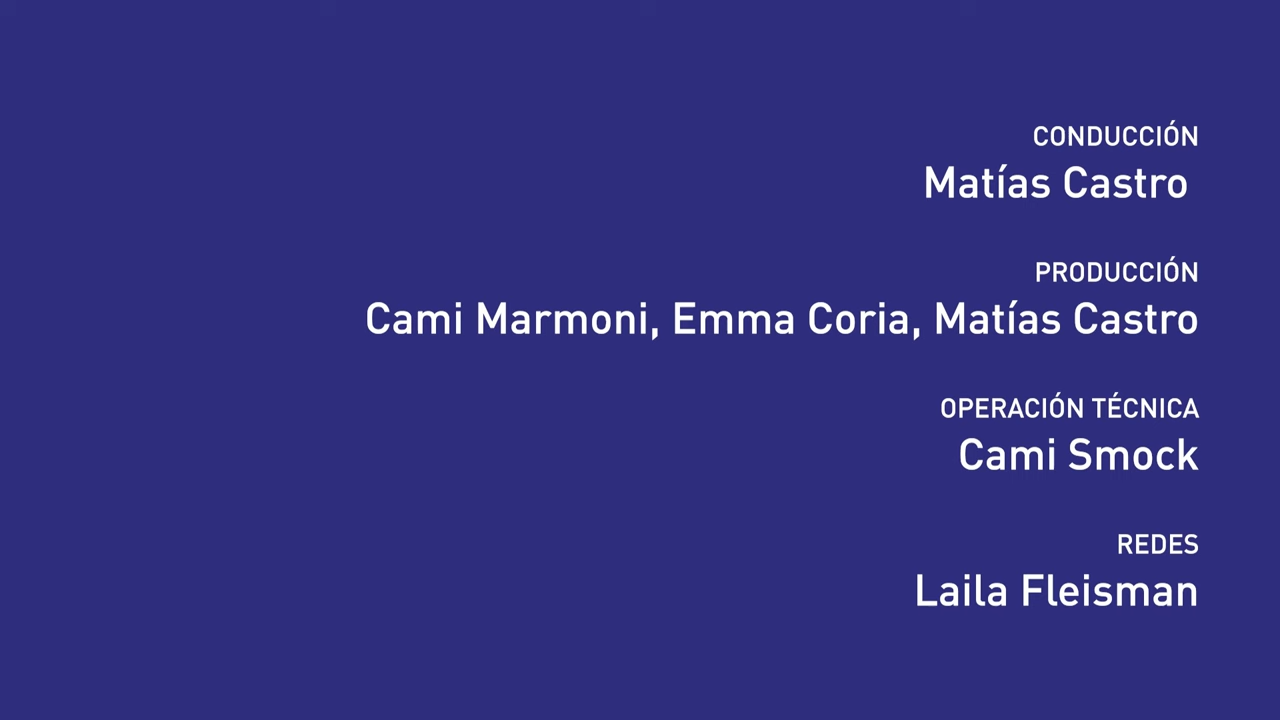 CONDUCCIÓN
Matías Castro
PRODUCCIÓN
Cami Marmoni, Emma Coria, Matías Castro
OPERACIÓN TÉCNICA
Cami Smock
REDES
Laila Fleisman